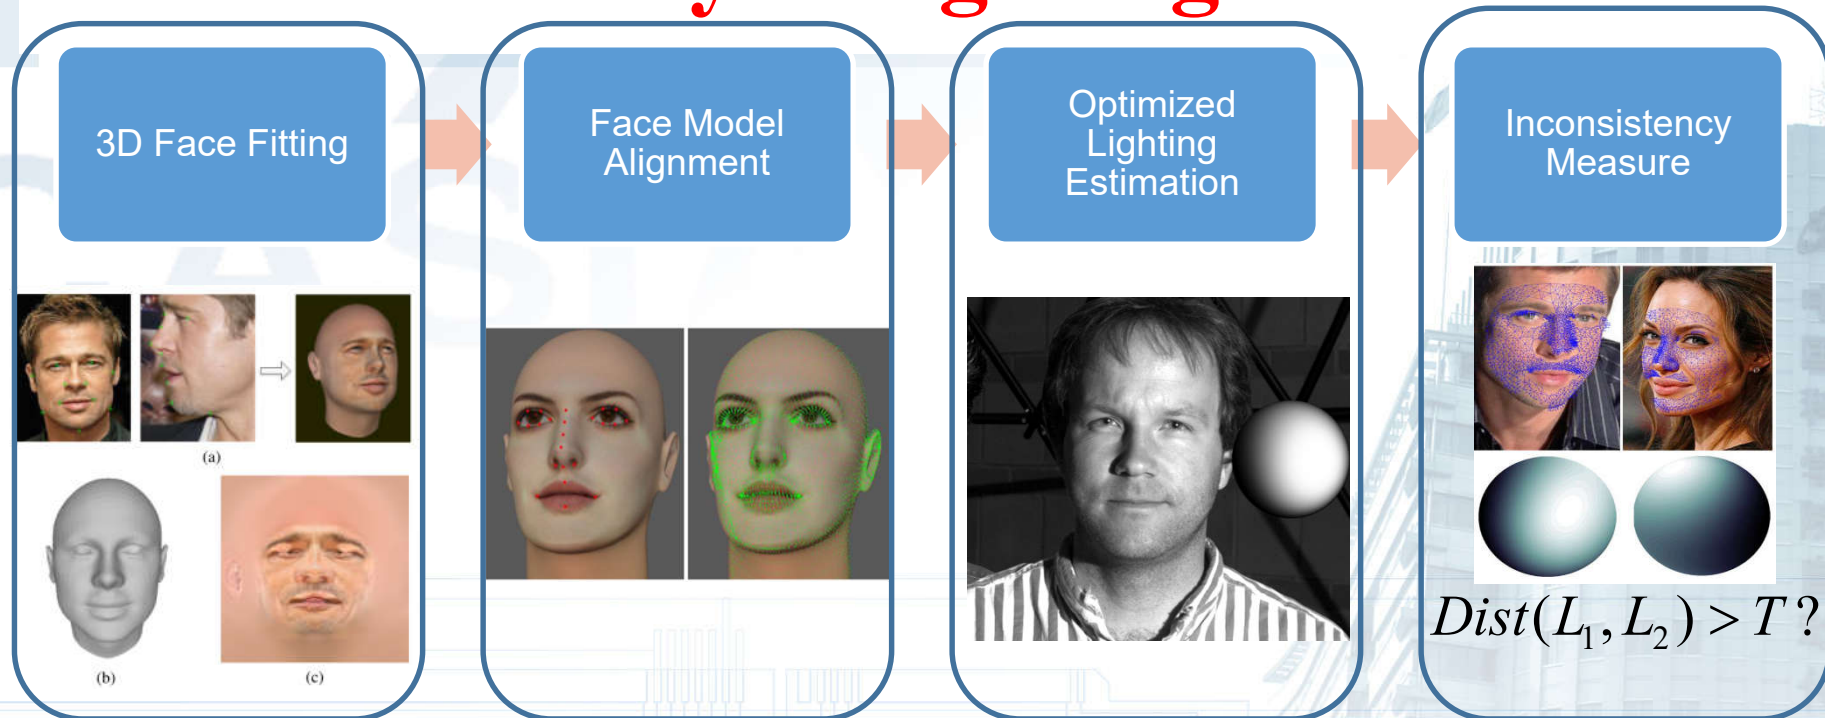 3D Face Fitting
Face Model
Alignment
Optimized
Lighting
Estimation
Inconsistency
Measure
(a)
(b)
(c)
Dist(L₁, L₂) > T ?